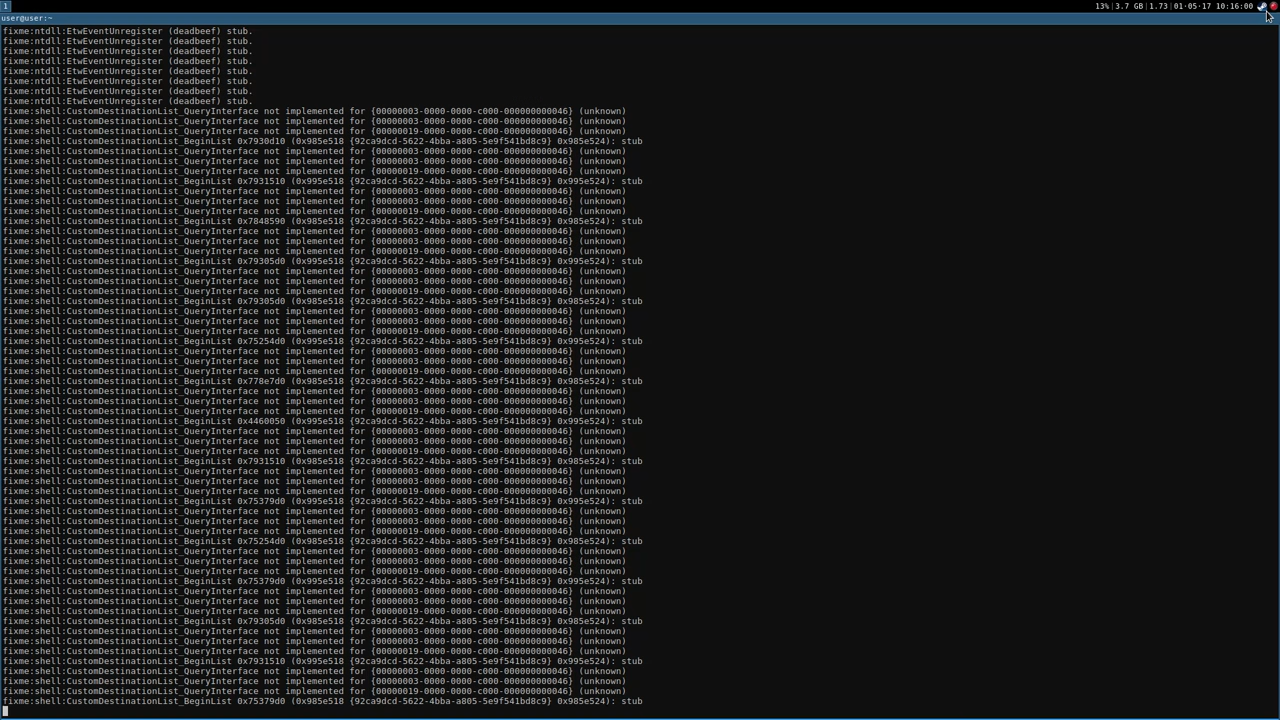 1
13%|3.7 GB|1.73|01·05·17 10:16:00
user@user:~
fixme:ntdll:EtwEventUnregister (deadbeef) stub.
fixme:ntdll:EtwEventUnregister (deadbeef) stub.
fixme:ntdll:EtwEventUnregister (deadbeef) stub.
fixme:ntdll:EtwEventUnregister (deadbeef) stub.
fixme:ntdll:EtwEventUnregister (deadbeef) stub.
fixme:ntdll:EtwEventUnregister (deadbeef) stub.
fixme:ntdll:EtwEventUnregister (deadbeef) stub.
fixme:ntdll:EtwEventUnregister (deadbeef) stub.
fixme:shell:CustomDestinationList_QueryInterface not implemented for {00000003-0000-0000-c000-000000000046} (unknown)
fixme:shell:CustomDestinationList_QueryInterface not implemented for {00000003-0000-0000-c000-000000000046} (unknown)
fixme:shell:CustomDestinationList_QueryInterface not implemented for {00000019-0000-0000-c000-000000000046} (unknown)
fixme:shell:CustomDestinationList_BeginList 0x7930d10 (0x985e518 {92ca9dcd-5622-4bba-a805-5e9f541bd8c9} 0x985e524): stub
fixme:shell:CustomDestinationList_QueryInterface not implemented for {00000003-0000-0000-c000-000000000046} (unknown)
fixme:shell:CustomDestinationList_QueryInterface not implemented for {00000003-0000-0000-c000-000000000046} (unknown)
fixme:shell:CustomDestinationList_QueryInterface not implemented for {00000019-0000-0000-c000-000000000046} (unknown)
fixme:shell:CustomDestinationList_BeginList 0x7931510 (0x995e518 {92ca9dcd-5622-4bba-a805-5e9f541bd8c9} 0x995e524): stub
fixme:shell:CustomDestinationList_QueryInterface not implemented for {00000003-0000-0000-c000-000000000046} (unknown)
fixme:shell:CustomDestinationList_QueryInterface not implemented for {00000003-0000-0000-c000-000000000046} (unknown)
fixme:shell:CustomDestinationList_QueryInterface not implemented for {00000019-0000-0000-c000-000000000046} (unknown)
fixme:shell:CustomDestinationList_BeginList 0x7848590 (0x985e518 {92ca9dcd-5622-4bba-a805-5e9f541bd8c9} 0x985e524): stub
fixme:shell:CustomDestinationList_QueryInterface not implemented for {00000003-0000-0000-c000-000000000046} (unknown)
fixme:shell:CustomDestinationList_QueryInterface not implemented for {00000003-0000-0000-c000-000000000046} (unknown)
fixme:shell:CustomDestinationList_QueryInterface not implemented for {00000019-0000-0000-c000-000000000046} (unknown)
fixme:shell:CustomDestinationList_BeginList 0x79305d0 (0x995e518 {92ca9dcd-5622-4bba-a805-5e9f541bd8c9} 0x995e524): stub
fixme:shell:CustomDestinationList_QueryInterface not implemented for {00000003-0000-0000-c000-000000000046} (unknown)
fixme:shell:CustomDestinationList_QueryInterface not implemented for {00000003-0000-0000-c000-000000000046} (unknown)
fixme:shell:CustomDestinationList_QueryInterface not implemented for {00000019-0000-0000-c000-000000000046} (unknown)
fixme:shell:CustomDestinationList_BeginList 0x79305d0 (0x985e518 {92ca9dcd-5622-4bba-a805-5e9f541bd8c9} 0x985e524): stub
fixme:shell:CustomDestinationList_QueryInterface not implemented for {00000003-0000-0000-c000-000000000046} (unknown)
fixme:shell:CustomDestinationList_QueryInterface not implemented for {00000003-0000-0000-c000-000000000046} (unknown)
fixme:shell:CustomDestinationList_QueryInterface not implemented for {00000019-0000-0000-c000-000000000046} (unknown)
fixme:shell:CustomDestinationList_BeginList 0x75254d0 (0x995e518 {92ca9dcd-5622-4bba-a805-5e9f541bd8c9} 0x995e524): stub
fixme:shell:CustomDestinationList_QueryInterface not implemented for {00000003-0000-0000-c000-000000000046} (unknown)
fixme:shell:CustomDestinationList_QueryInterface not implemented for {00000003-0000-0000-c000-000000000046} (unknown)
fixme:shell:CustomDestinationList_QueryInterface not implemented for {00000019-0000-0000-c000-000000000046} (unknown)
fixme:shell:CustomDestinationList_BeginList 0x778e7d0 (0x985e518 {92ca9dcd-5622-4bba-a805-5e9f541bd8c9} 0x985e524): stub
fixme:shell:CustomDestinationList_QueryInterface not implemented for {00000003-0000-0000-c000-000000000046} (unknown)
fixme:shell:CustomDestinationList_QueryInterface not implemented for {00000003-0000-0000-c000-000000000046} (unknown)
fixme:shell:CustomDestinationList_QueryInterface not implemented for {00000019-0000-0000-c000-000000000046} (unknown)
fixme:shell:CustomDestinationList_BeginList 0x4460050 (0x995e518 {92ca9dcd-5622-4bba-a805-5e9f541bd8c9} 0x995e524): stub
fixme:shell:CustomDestinationList_QueryInterface not implemented for {00000003-0000-0000-c000-000000000046} (unknown)
fixme:shell:CustomDestinationList_QueryInterface not implemented for {00000003-0000-0000-c000-000000000046} (unknown)
fixme:shell:CustomDestinationList_QueryInterface not implemented for {00000019-0000-0000-c000-000000000046} (unknown)
fixme:shell:CustomDestinationList_BeginList 0x7931510 (0x985e518 {92ca9dcd-5622-4bba-a805-5e9f541bd8c9} 0x985e524): stub
fixme:shell:CustomDestinationList_QueryInterface not implemented for {00000003-0000-0000-c000-000000000046} (unknown)
fixme:shell:CustomDestinationList_QueryInterface not implemented for {00000003-0000-0000-c000-000000000046} (unknown)
fixme:shell:CustomDestinationList_QueryInterface not implemented for {00000019-0000-0000-c000-000000000046} (unknown)
fixme:shell:CustomDestinationList_BeginList 0x75379d0 (0x995e518 {92ca9dcd-5622-4bba-a805-5e9f541bd8c9} 0x995e524): stub
fixme:shell:CustomDestinationList_QueryInterface not implemented for {00000003-0000-0000-c000-000000000046} (unknown)
fixme:shell:CustomDestinationList_QueryInterface not implemented for {00000003-0000-0000-c000-000000000046} (unknown)
fixme:shell:CustomDestinationList_QueryInterface not implemented for {00000019-0000-0000-c000-000000000046} (unknown)
fixme:shell:CustomDestinationList_BeginList 0x75254d0 (0x985e518 {92ca9dcd-5622-4bba-a805-5e9f541bd8c9} 0x985e524): stub
fixme:shell:CustomDestinationList_QueryInterface not implemented for {00000003-0000-0000-c000-000000000046} (unknown)
fixme:shell:CustomDestinationList_QueryInterface not implemented for {00000003-0000-0000-c000-000000000046} (unknown)
fixme:shell:CustomDestinationList_QueryInterface not implemented for {00000019-0000-0000-c000-000000000046} (unknown)
fixme:shell:CustomDestinationList_BeginList 0x75379d0 (0x995e518 {92ca9dcd-5622-4bba-a805-5e9f541bd8c9} 0x995e524): stub
fixme:shell:CustomDestinationList_QueryInterface not implemented for {00000003-0000-0000-c000-000000000046} (unknown)
fixme:shell:CustomDestinationList_QueryInterface not implemented for {00000003-0000-0000-c000-000000000046} (unknown)
fixme:shell:CustomDestinationList_QueryInterface not implemented for {00000019-0000-0000-c000-000000000046} (unknown)
fixme:shell:CustomDestinationList_BeginList 0x79305d0 (0x985e518 {92ca9dcd-5622-4bba-a805-5e9f541bd8c9} 0x985e524): stub
fixme:shell:CustomDestinationList_QueryInterface not implemented for {00000003-0000-0000-c000-000000000046} (unknown)
fixme:shell:CustomDestinationList_QueryInterface not implemented for {00000003-0000-0000-c000-000000000046} (unknown)
fixme:shell:CustomDestinationList_QueryInterface not implemented for {00000019-0000-0000-c000-000000000046} (unknown)
fixme:shell:CustomDestinationList_BeginList 0x7931510 (0x995e518 {92ca9dcd-5622-4bba-a805-5e9f541bd8c9} 0x995e524): stub
fixme:shell:CustomDestinationList_QueryInterface not implemented for {00000003-0000-0000-c000-000000000046} (unknown)
fixme:shell:CustomDestinationList_QueryInterface not implemented for {00000003-0000-0000-c000-000000000046} (unknown)
fixme:shell:CustomDestinationList_QueryInterface not implemented for {00000019-0000-0000-c000-000000000046} (unknown)
fixme:shell:CustomDestinationList_BeginList 0x75379d0 (0x985e518 {92ca9dcd-5622-4bba-a805-5e9f541bd8c9} 0x985e524): stub